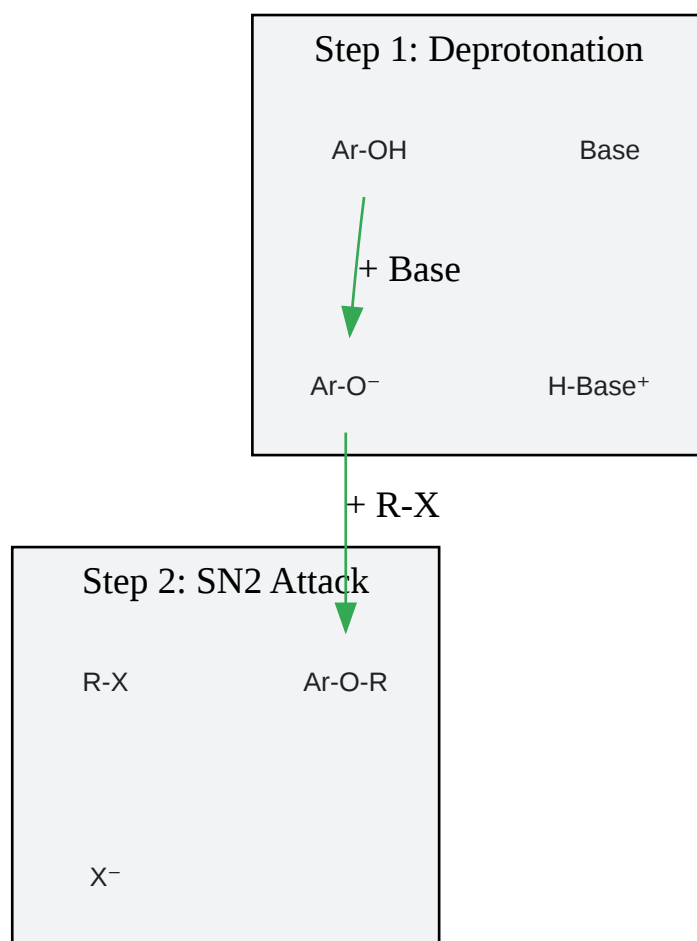 Step 1: Deprotonation
Ar-OH Base
+ Base
Ar-O⁻ H-Base⁺
+ R-X
Step 2: SN2 Attack
R-X Ar-O-R
X⁻